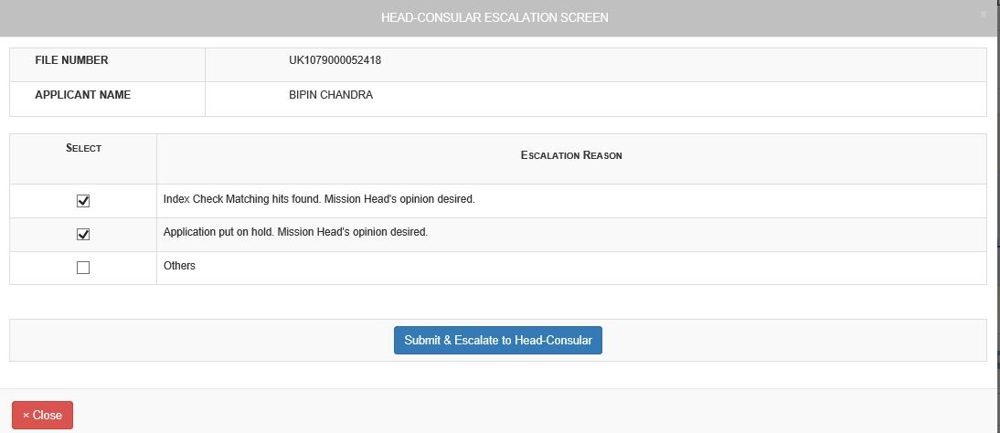 HEAD-CONSULAR ESCALATION SCREEN
×
FILE NUMBER UK1079000052418
APPLICANT NAME BIPIN CHANDRA
SELECT ESCALATION REASON
Index Check Matching hits found. Mission Head's opinion desired.
Application put on hold. Mission Head's opinion desired.
Others
Submit & Escalate to Head-Consular
× Close